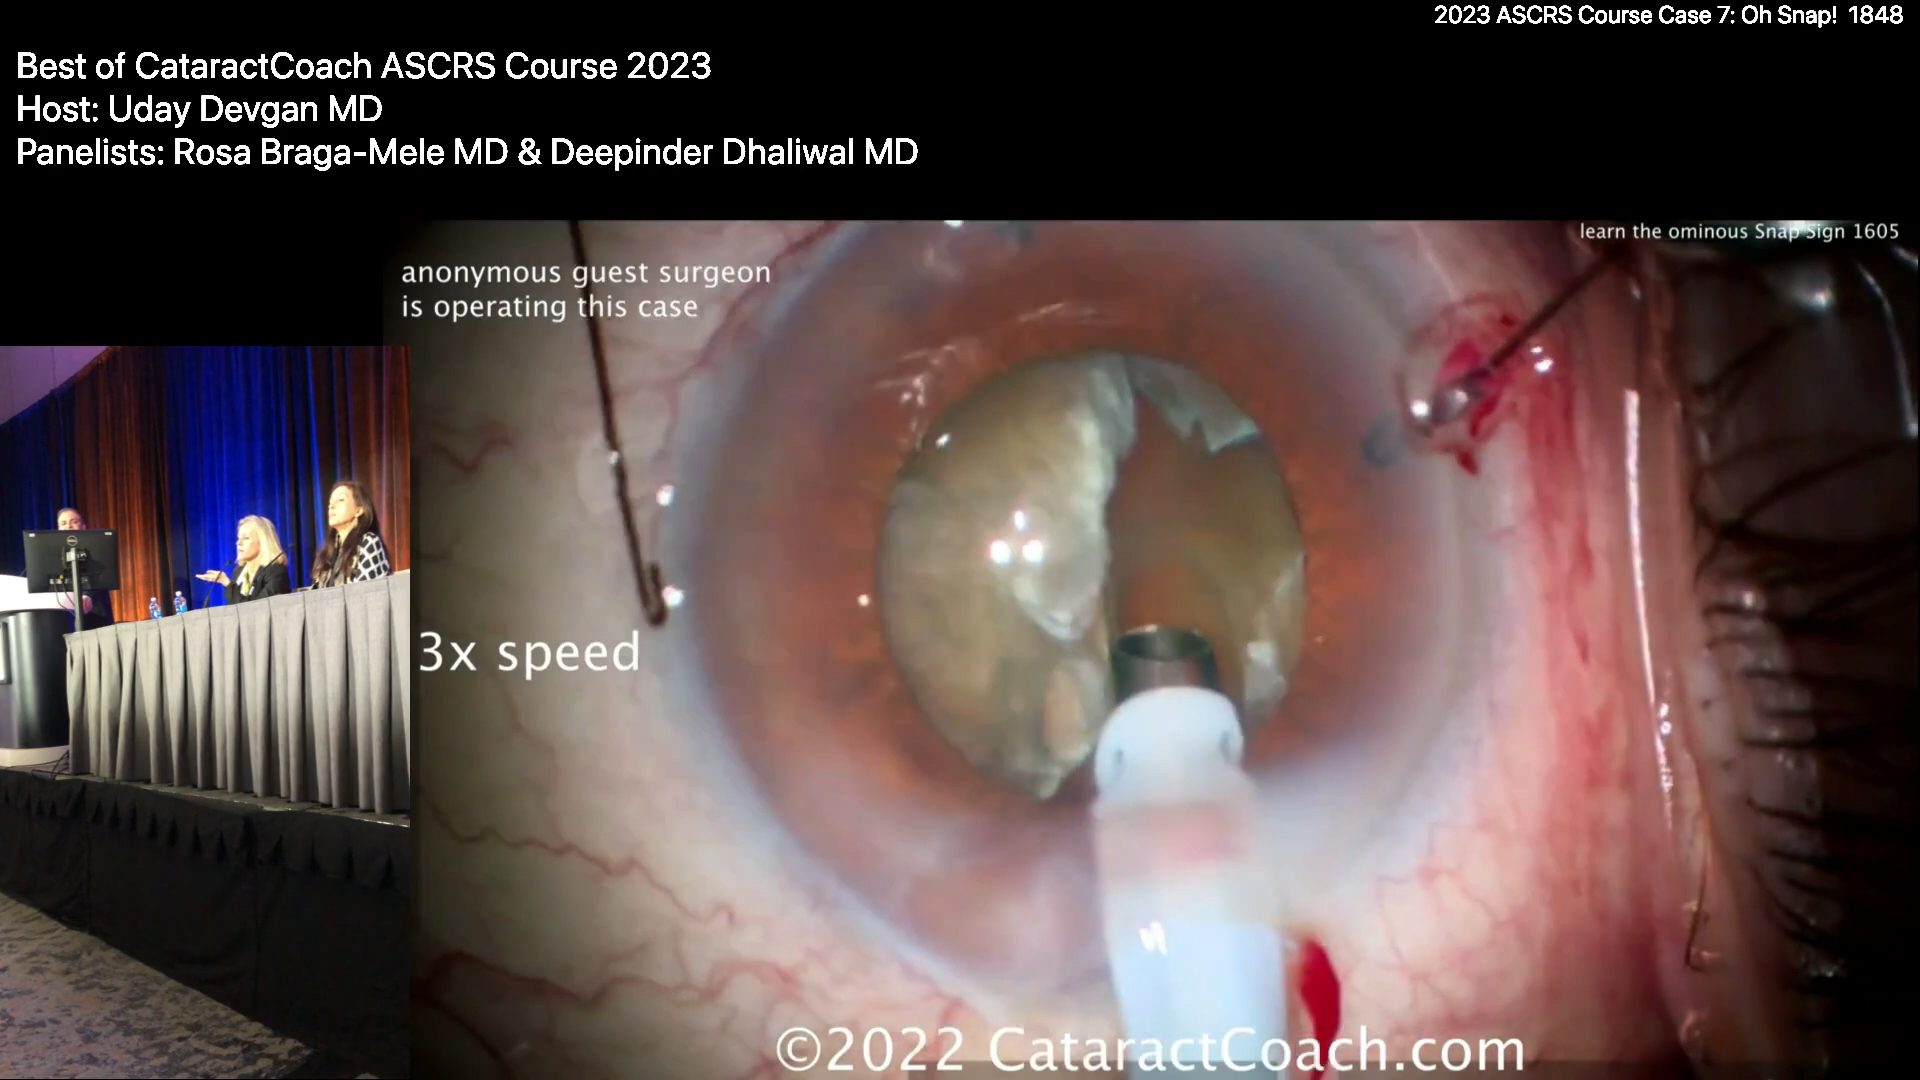 2023 ASCRS Course Case 7: Oh Snap! 1848
Best of CataractCoach ASCRS Course 2023
Host: Uday Devgan MD
Panelists: Rosa Braga-Mele MD & Deepinder Dhaliwal MD
learn the ominous Snap Sign 1605
anonymous guest surgeon
is operating this case
3x speed
©2022 CataractCoach.com